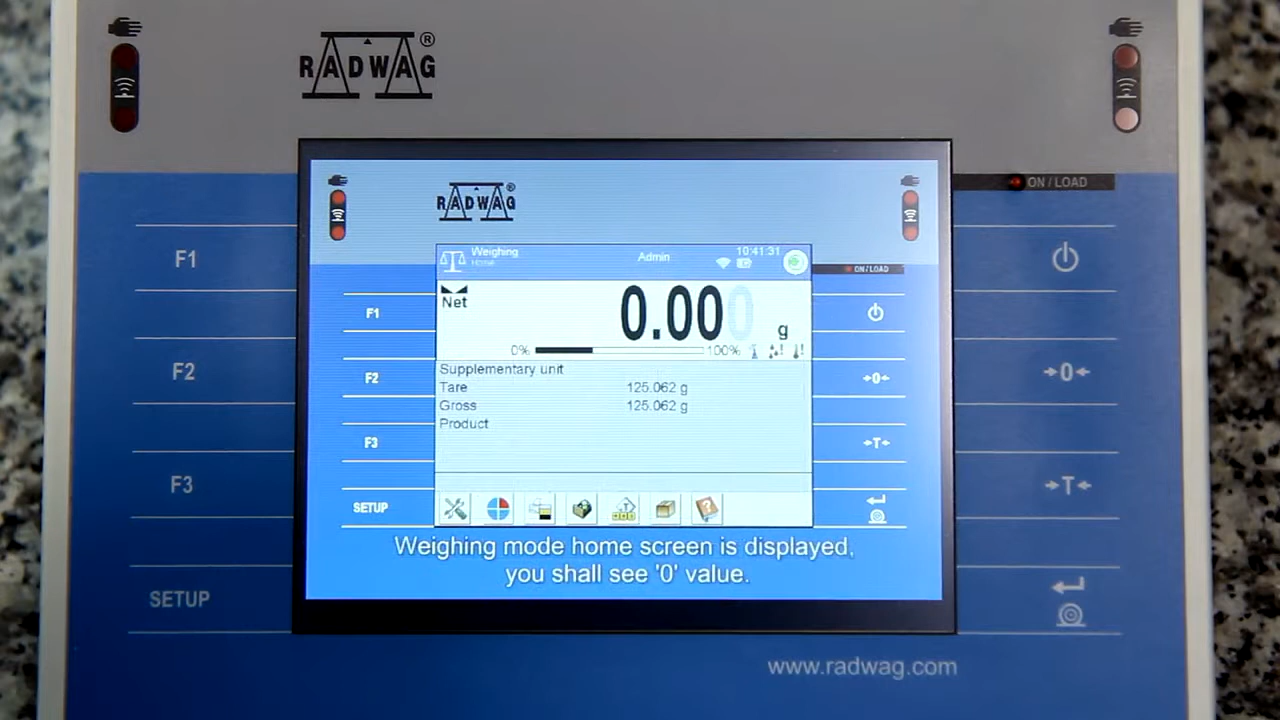 RADWAG®
ON / LOAD
F1
F2
F3
SETUP
→0←
→T←
www.radwag.com
RADWAG®
ON / LOAD
F1
F2
F3
SETUP
→0←
→T←
Weighing
Home
Admin
10:41:31
Net
0.000
g
0%
100%
Supplementary unit
Tare 125.062 g
Gross 125.062 g
Product
Weighing mode home screen is displayed,
you shall see '0' value.